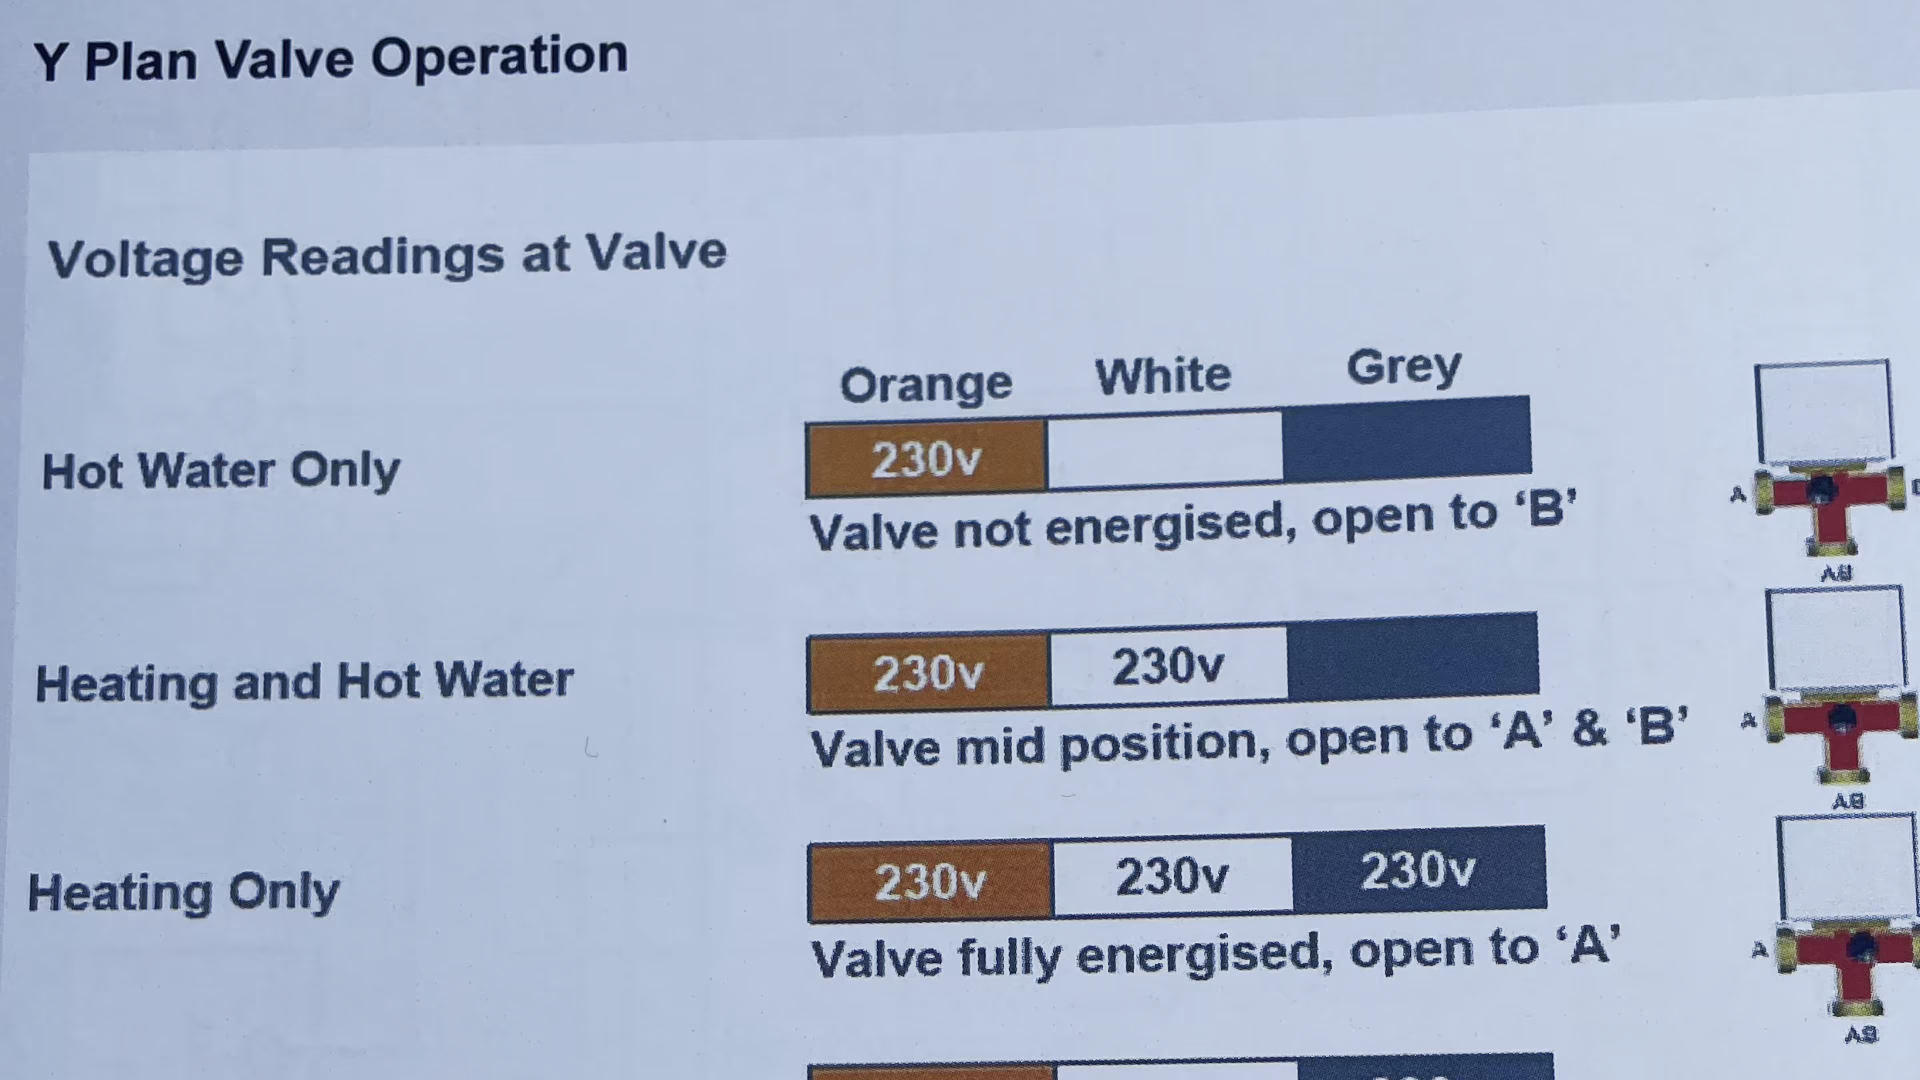 Y Plan Valve Operation
Voltage Readings at Valve
Orange White Grey
Hot Water Only 230v
Valve not energised, open to ‘B’
A
AB
Heating and Hot Water 230v 230v
Valve mid position, open to ‘A’ & ‘B’
A
AB
Heating Only 230v 230v 230v
Valve fully energised, open to ‘A’
A
AB